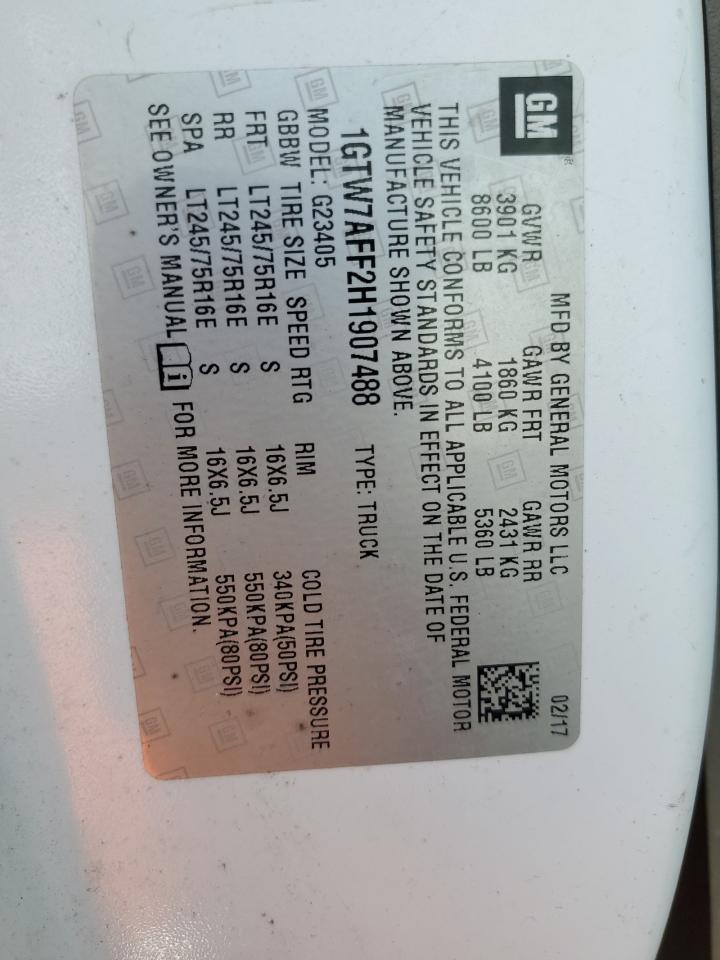 GM
MFD BY GENERAL MOTORS LLC 02/17
GVWR GAWR FRT GAWR RR
3901 KG 1860 KG 2431 KG
8600 LB 4100 LB 5360 LB
THIS VEHICLE CONFORMS TO ALL APPLICABLE U.S. FEDERAL MOTOR
VEHICLE SAFETY STANDARDS IN EFFECT ON THE DATE OF
MANUFACTURE SHOWN ABOVE.
1GTW7AFF2H1907488 TYPE: TRUCK
MODEL: G23405
GBBW TIRE SIZE SPEED RTG RIM COLD TIRE PRESSURE
FRT LT245/75R16E S 16X6.5J 340KPA(50PSI)
RR LT245/75R16E S 16X6.5J 550KPA(80PSI)
SPA LT245/75R16E S 16X6.5J 550KPA(80PSI)
SEE OWNER'S MANUAL i FOR MORE INFORMATION.